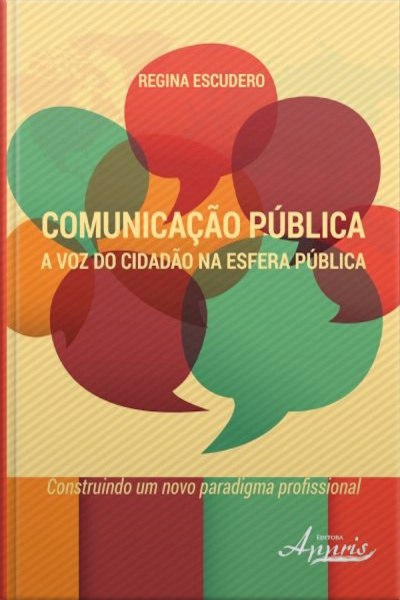 REGINA ESCUDERO
COMUNICAÇÃO PÚBLICA
A VOZ DO CIDADÃO NA ESFERA PÚBLICA
Construindo um novo paradigma profissional
EDITORA
Appris